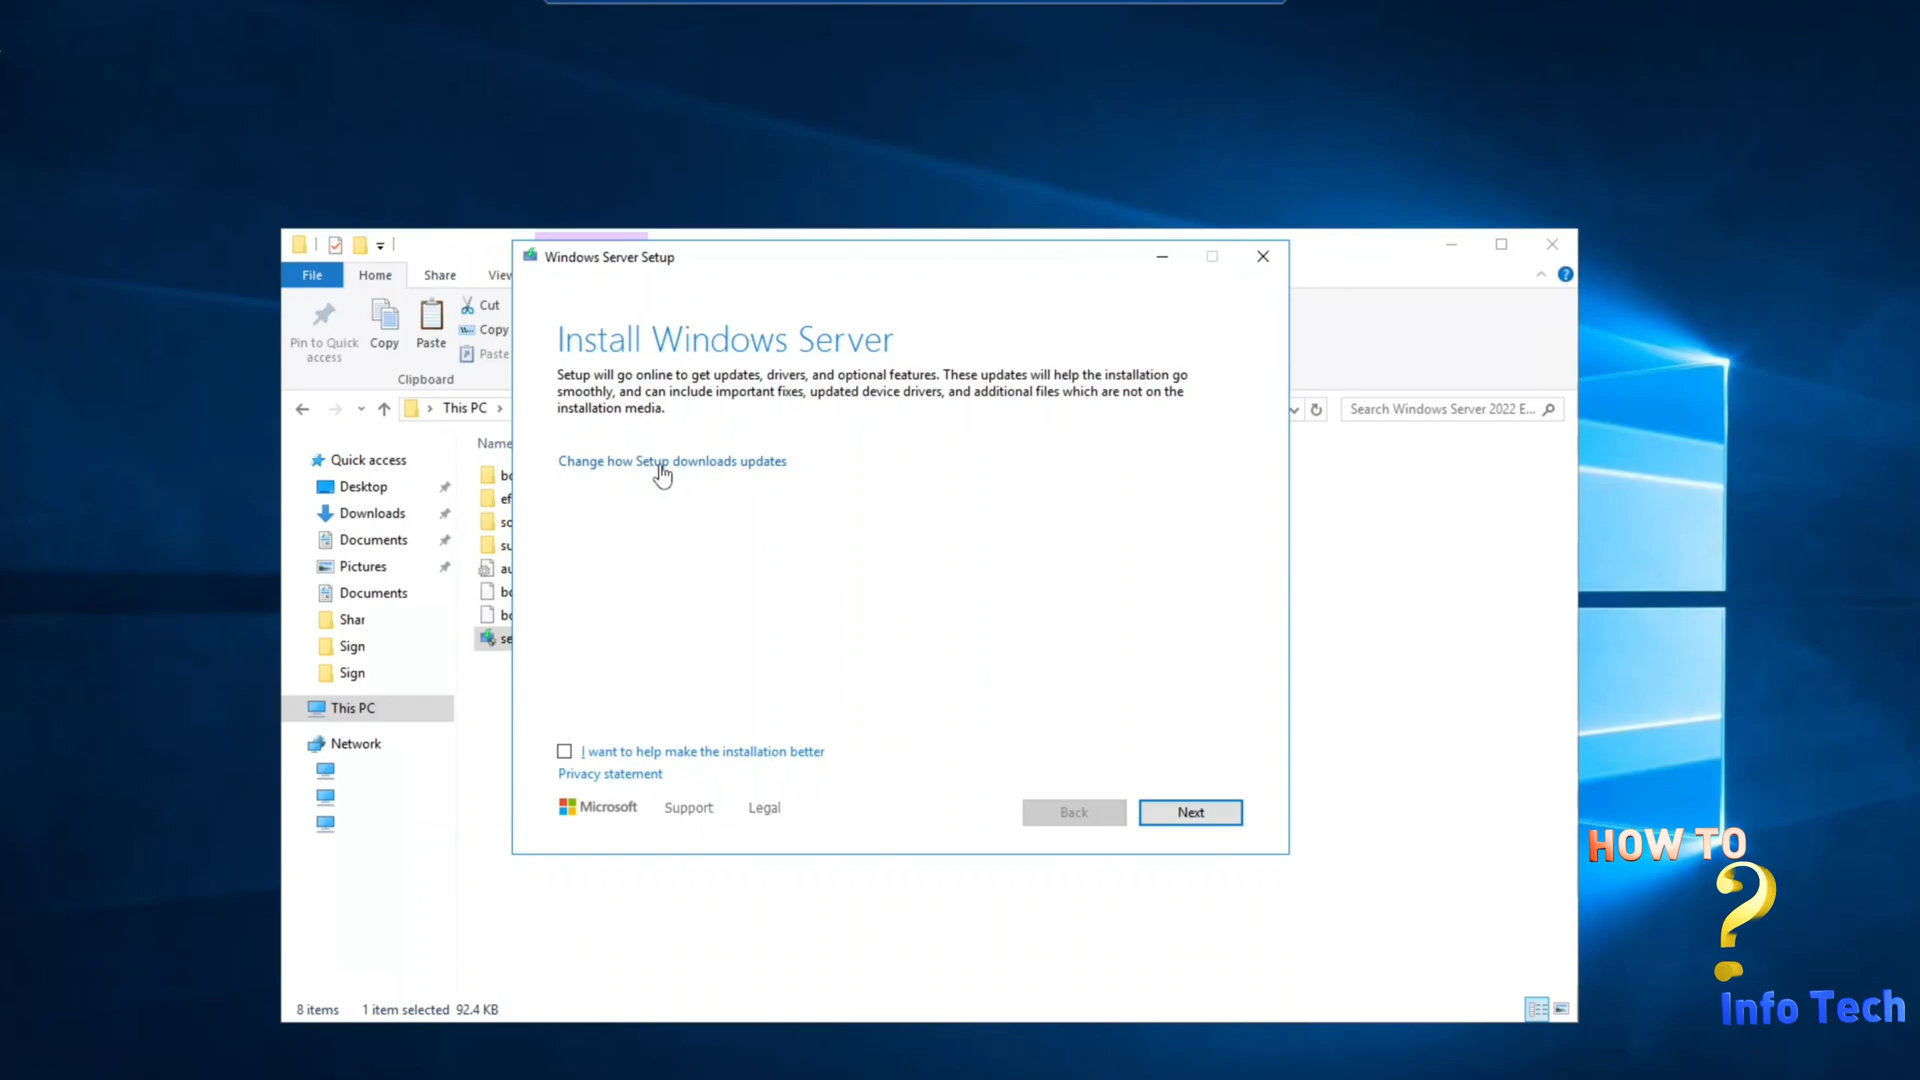 Windows Server Setup
File
Home
Share
View
Pin to Quick
access
Copy
Paste
Cut
Copy
Paste
Clipboard
This PC
Search Windows Server 2022 E...
Name
Quick access
Desktop
Downloads
Documents
Pictures
Documents
Shar
Sign
Sign
This PC
Network
8 items
1 item selected 92.4 KB
Install Windows Server
Setup will go online to get updates, drivers, and optional features. These updates will help the installation go
smoothly, and can include important fixes, updated device drivers, and additional files which are not on the
installation media.
Change how Setup downloads updates
I want to help make the installation better
Privacy statement
Microsoft
Support
Legal
Back
Next
HOW TO
?
Info Tech